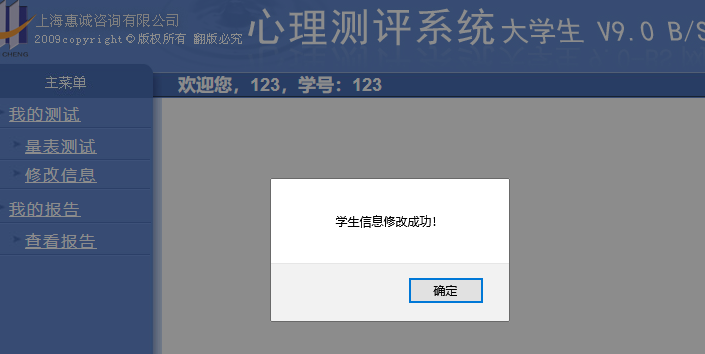 上海惠诚咨询有限公司
2009copyright©版权所有 翻版必究
心理测评系统 大学生 V9.0 B/S
CHENG
主菜单
欢迎您，123，学号：123
我的测试
量表测试
修改信息
我的报告
查看报告
学生信息修改成功!
确定